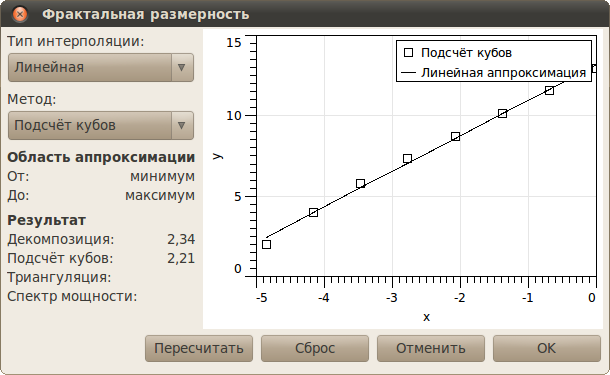 Фрактальная размерность
Тип интерполяции:
Линейная
Метод:
Подсчёт кубов
Область аппроксимации
От: минимум
До: максимум
Результат
Декомпозиция: 2,34
Подсчёт кубов: 2,21
Триангуляция:
Спектр мощности:
15
10
5
0
y
Подсчёт кубов
Линейная аппроксимация
-5 -4 -3 -2 -1 0
x
Пересчитать Сброс Отменить OK